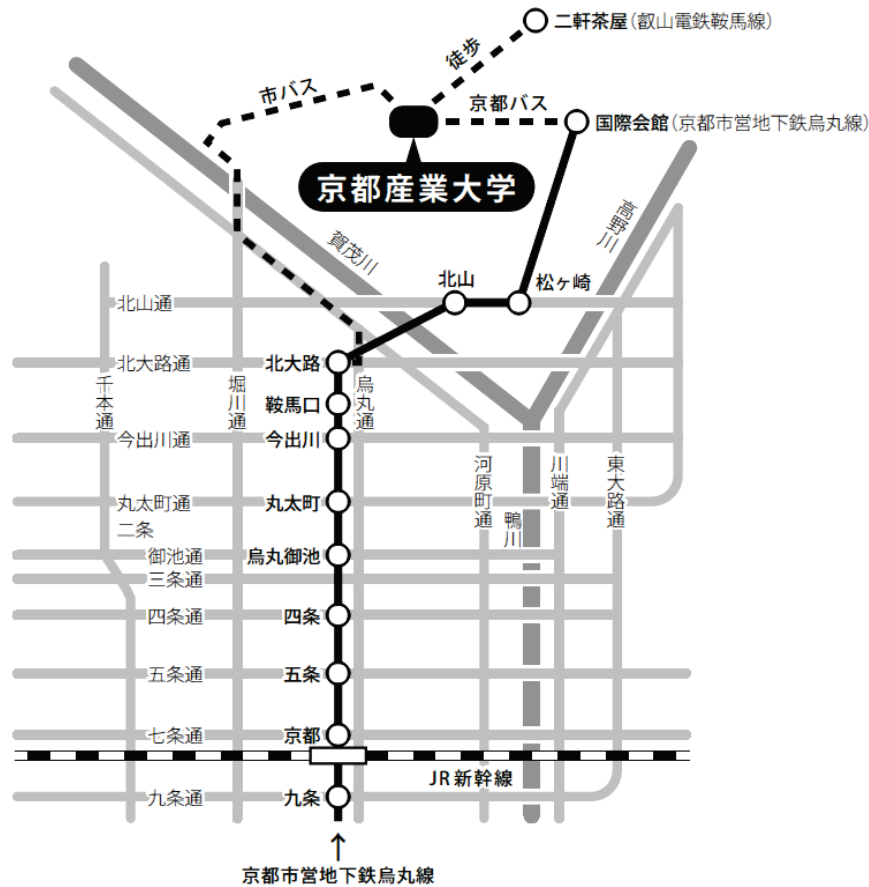 二軒茶屋（叡山電鉄鞍馬線）
徒歩
市バス
京都バス
国際会館（京都市営地下鉄烏丸線）
京都産業大学
高野川
賀茂川
北山
松ヶ崎
北山通
北大路通
北大路
千本通
堀川通
烏丸通
鞍馬口
今出川通
今出川
河原町通
川端通
東大路通
丸太町通
丸太町
鴨川
二条
御池通
烏丸御池
三条通
四条通
四条
五条通
五条
七条通
京都
JR新幹線
九条通
九条
↑
京都市営地下鉄烏丸線